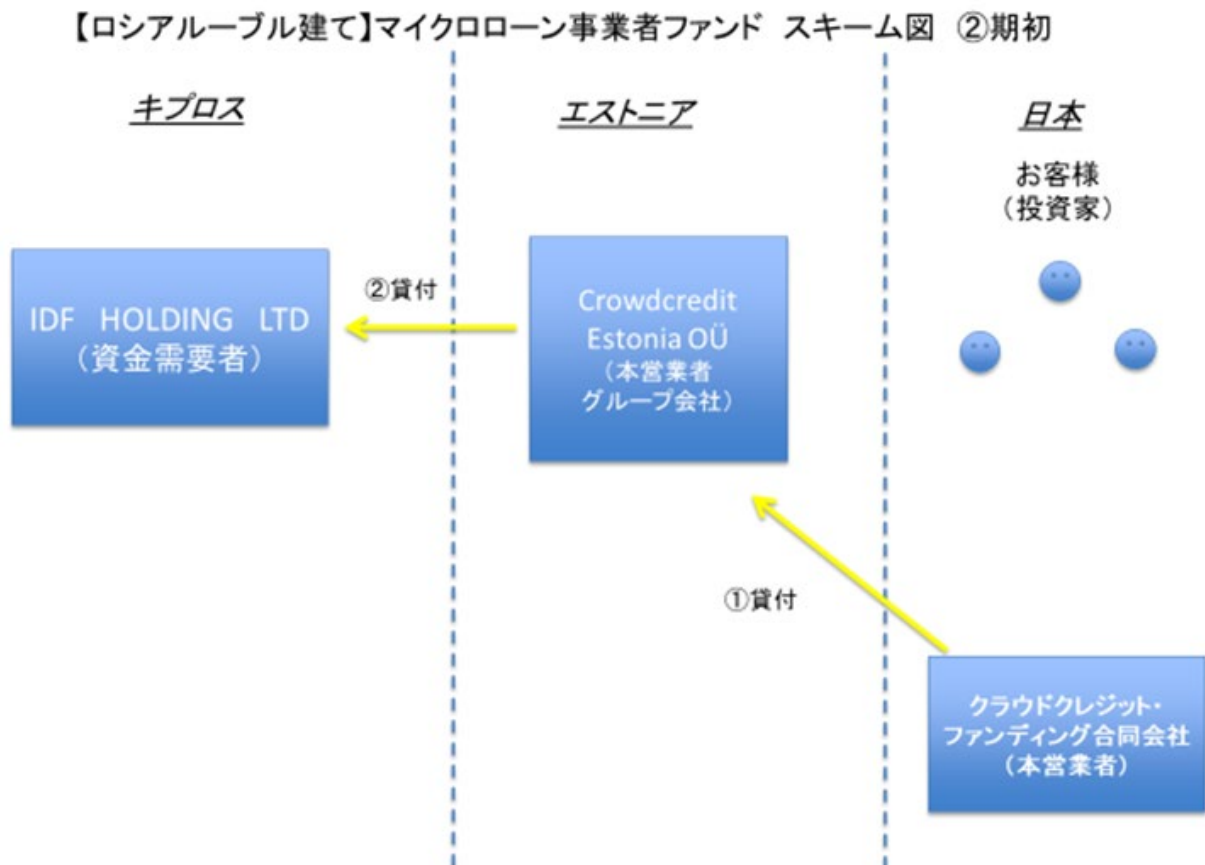 【ロシアルーブル建て】マイクロローン事業者ファンド スキーム図 ②期初
キプロス
エストニア
日本
お客様
（投資家）
IDF HOLDING LTD
（資金需要者）
②貸付
Crowdcredit
Estonia OÜ
（本営業者
グループ会社）
①貸付
クラウドクレジット・
ファンディング合同会社
（本営業者）